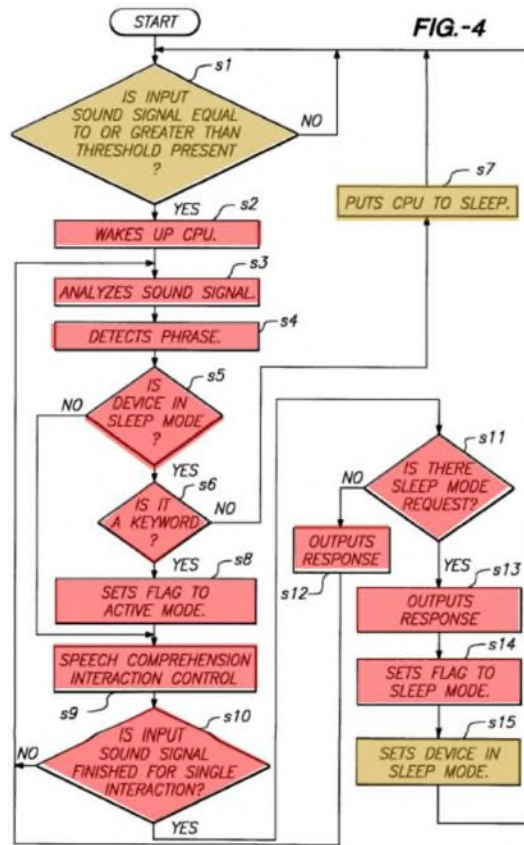 FIG.-4
START
s1
IS INPUT
SOUND SIGNAL EQUAL
TO OR GREATER THAN
THRESHOLD PRESENT
?
NO
YES
s2
WAKES UP CPU.
s3
ANALYZES SOUND SIGNAL.
s4
DETECTS PHRASE.
s5
IS
DEVICE IN
SLEEP MODE
?
NO
YES
s6
IS IT
A KEYWORD
?
NO
YES
s7
PUTS CPU TO SLEEP.
s8
SETS FLAG TO
ACTIVE MODE.
SPEECH COMPREHENSION
INTERACTION CONTROL
s9
s10
IS INPUT
SOUND SIGNAL
FINISHED FOR SINGLE
INTERACTION?
NO
YES
s11
IS THERE
SLEEP MODE
REQUEST?
NO
YES
OUTPUTS
RESPONSE
s12
s13
OUTPUTS
RESPONSE
s14
SETS FLAG TO
SLEEP MODE.
s15
SETS DEVICE IN
SLEEP MODE.